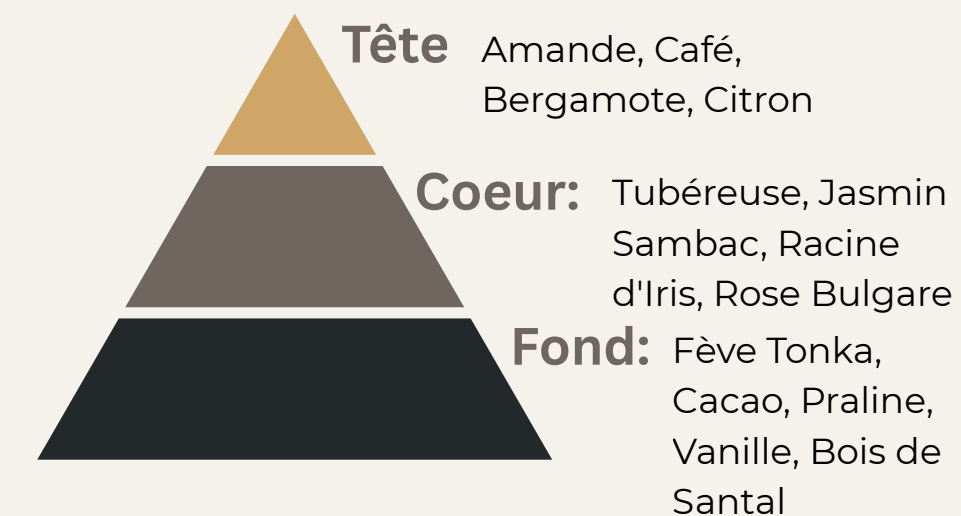 Tête Amande, Café,
Bergamote, Citron
Coeur: Tubéreuse, Jasmin
Sambac, Racine
d'Iris, Rose Bulgare
Fond: Fève Tonka,
Cacao, Praline,
Vanille, Bois de
Santal